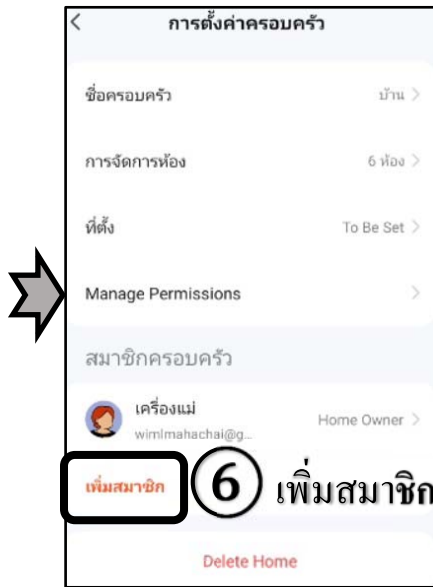 การตั้งค่าครอบครัว
ชื่อครอบครัว บ้าน
การจัดการห้อง 6 ห้อง
ที่ตั้ง To Be Set
Manage Permissions
สมาชิกครอบครัว
เครื่องแม่
wimlmahachai@g... Home Owner
เพิ่มสมาชิก 6 เพิ่มสมาชิก
Delete Home